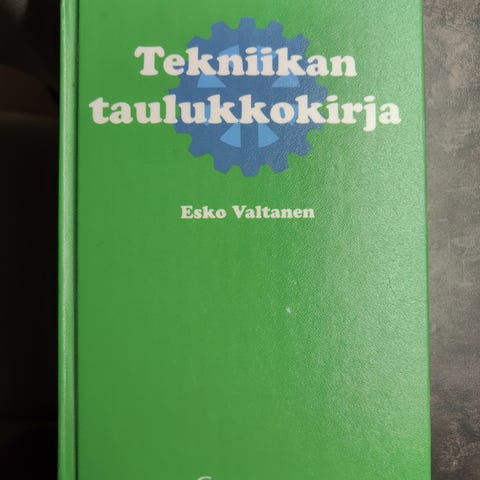 Tekniikan
taulukkokirja
Esko Valtanen